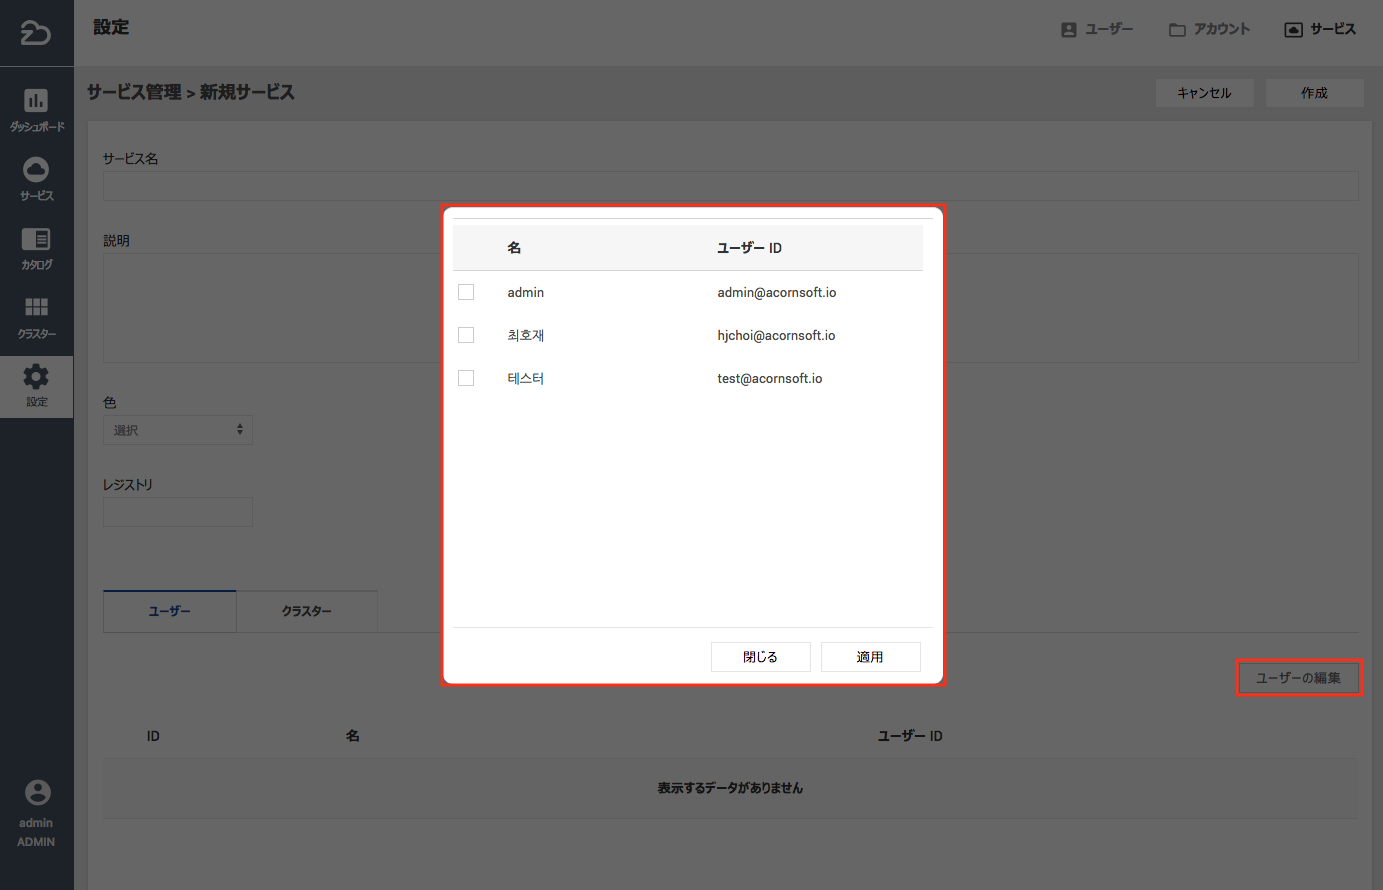 設定
ユーザー
アカウント
サービス
サービス管理 > 新規サービス
キャンセル
作成
ダッシュボード
サービス
カタログ
クラスター
設定
admin
ADMIN
サービス名
説明
色
選択
レジストリ
ユーザー
クラスター
ユーザーの編集
ID 名 ユーザー ID
表示するデータがありません
名 ユーザー ID
admin admin@acornsoft.io
최호재 hjchoi@acornsoft.io
테스터 test@acornsoft.io
閉じる
適用